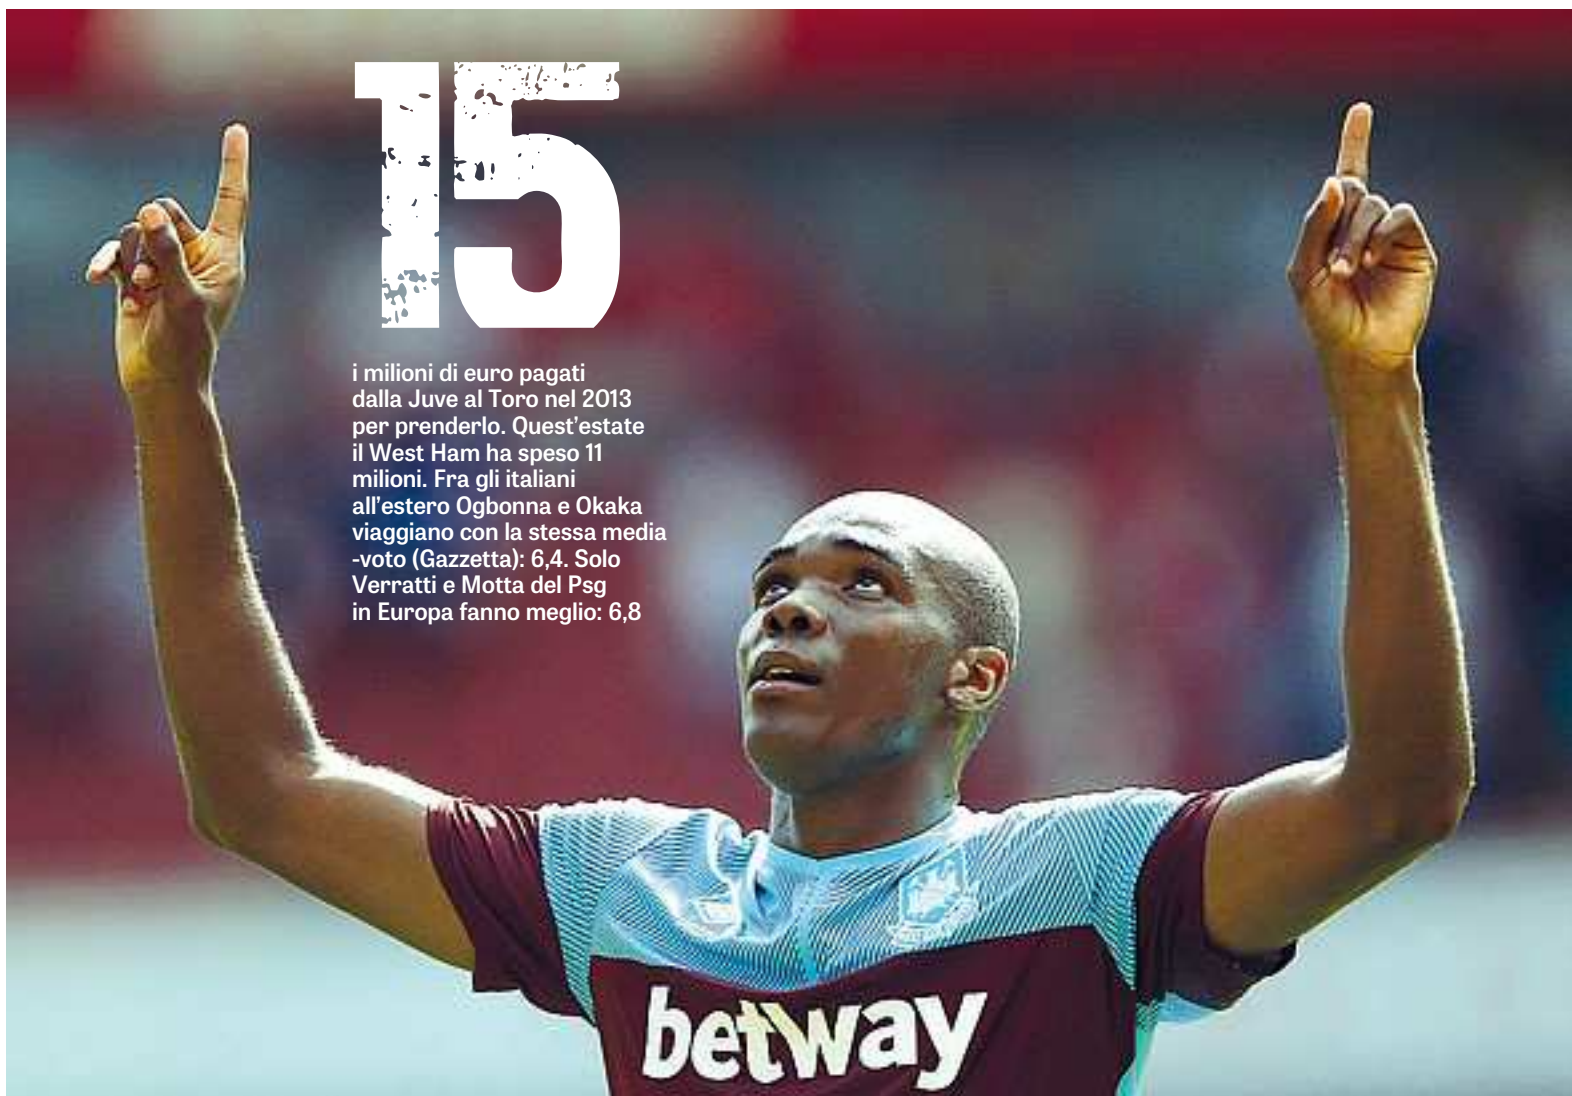 15
i milioni di euro pagati
dalla Juve al Toro nel 2013
per prenderlo. Quest'estate
il West Ham ha speso 11
milioni. Fra gli italiani
all'estero Ogbonna e Okaka
viaggiano con la stessa media
-voto (Gazzetta): 6,4. Solo
Verratti e Motta del Psg
in Europa fanno meglio: 6,8
betway